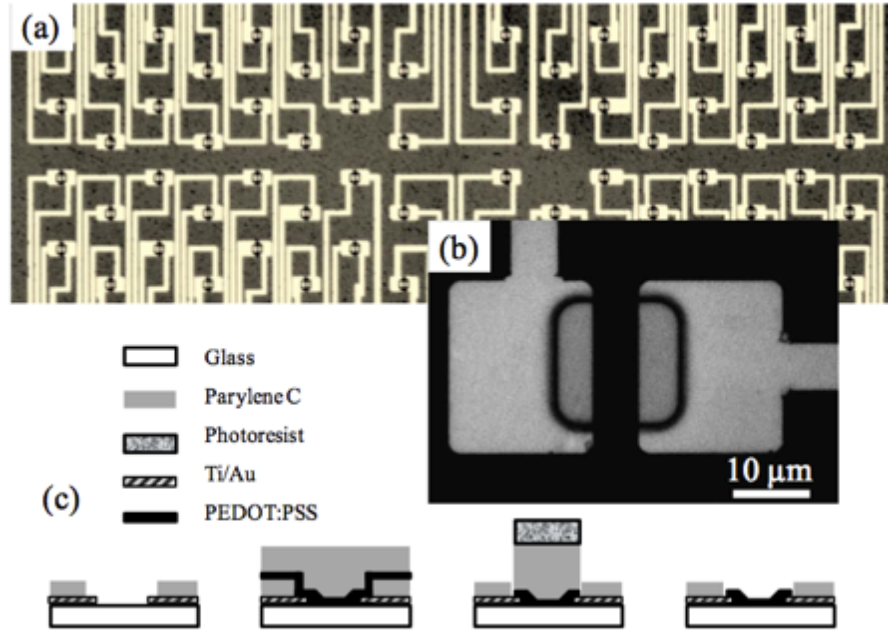 (a)
(b)
10 μm
Glass
Parylene C
Photoresist
Ti/Au
(c)
PEDOT:PSS